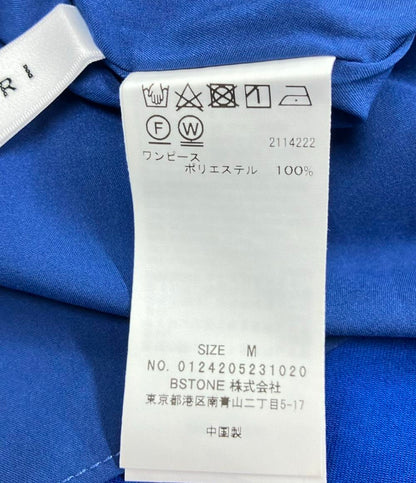 RI
F W
2114222
ワンピース
ポリエステル 100%
SIZE M
NO. 0124205231020
BSTONE 株式会社
東京都港区南青山二丁目5-17
中国製